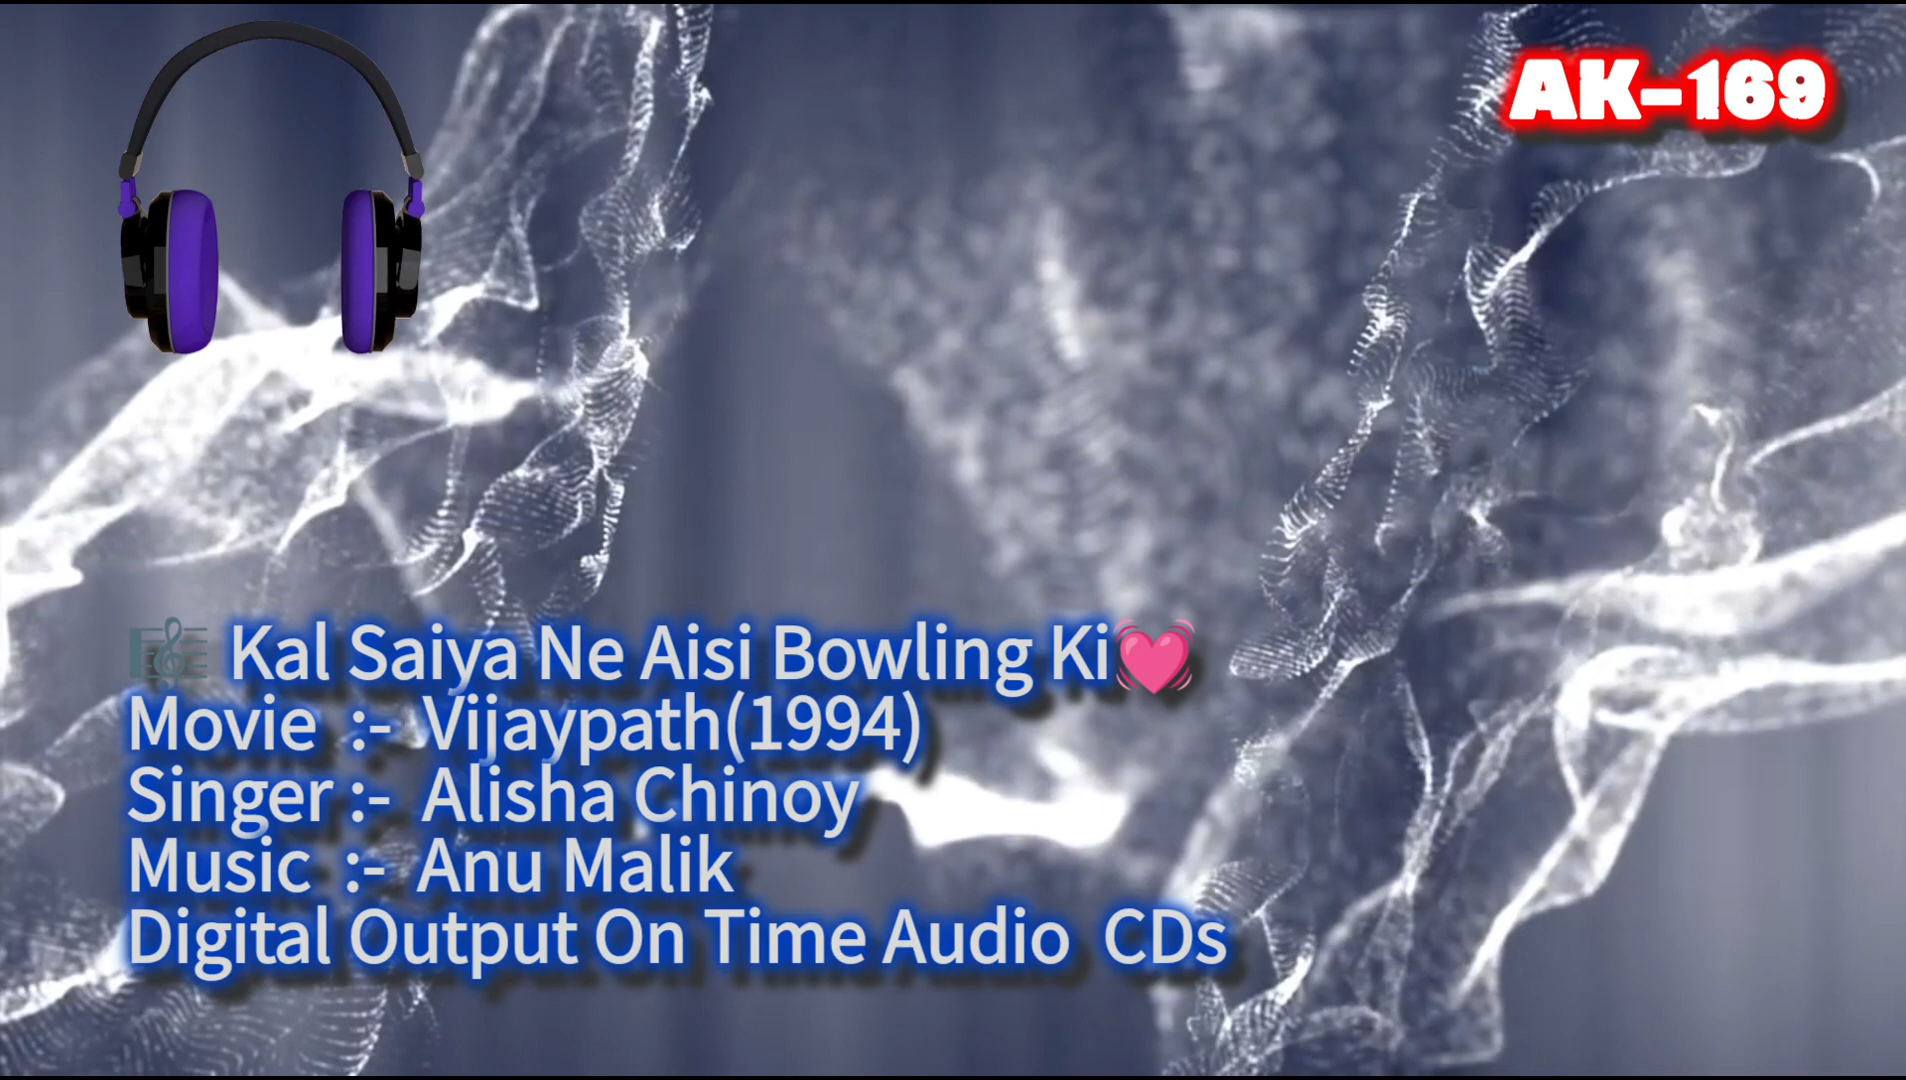 AK-169
🎼 Kal Saiya Ne Aisi Bowling Ki💓
Movie :- Vijaypath(1994)
Singer :- Alisha Chinoy
Music :- Anu Malik
Digital Output On Time Audio CDs